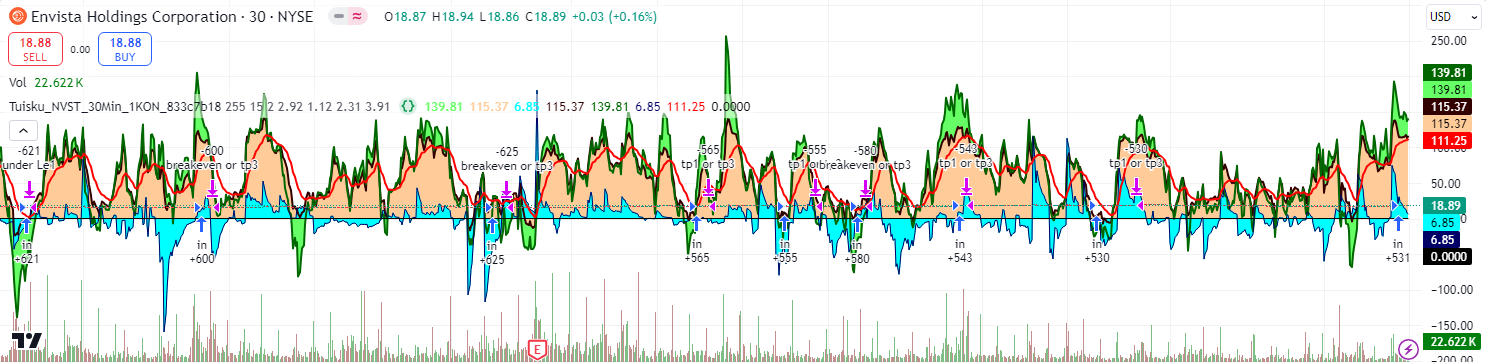 Envista Holdings Corporation · 30 · NYSE
O18.87 H18.94 L18.86 C18.89 +0.03 (+0.16%)
USD
18.88
SELL
0.00
18.88
BUY
Vol 22.622 K
Tuisku_NVST_30Min_1KON_833c7b18 255 15 2 2.92 1.12 2.31 3.91 {} 139.81 115.37 6.85 115.37 139.81 6.85 111.25 0.0000
250.00
139.81
139.81
115.37
115.37
111.25
50.00
18.89
6.85
6.85
0.0000
−100.00
−150.00
22.622 K
−200.00
-621
under Le1
-600
breakeven or tp3
-625
breakeven or tp3
-565
tp1 or tp3
-555
tp1 or
-580
breakeven or tp3
-543
tp1 or tp3
-530
tp1 or tp3
in
+621
in
+600
in
+625
in
+565
in
+555
in
+580
in
+543
in
+530
in
+531
E